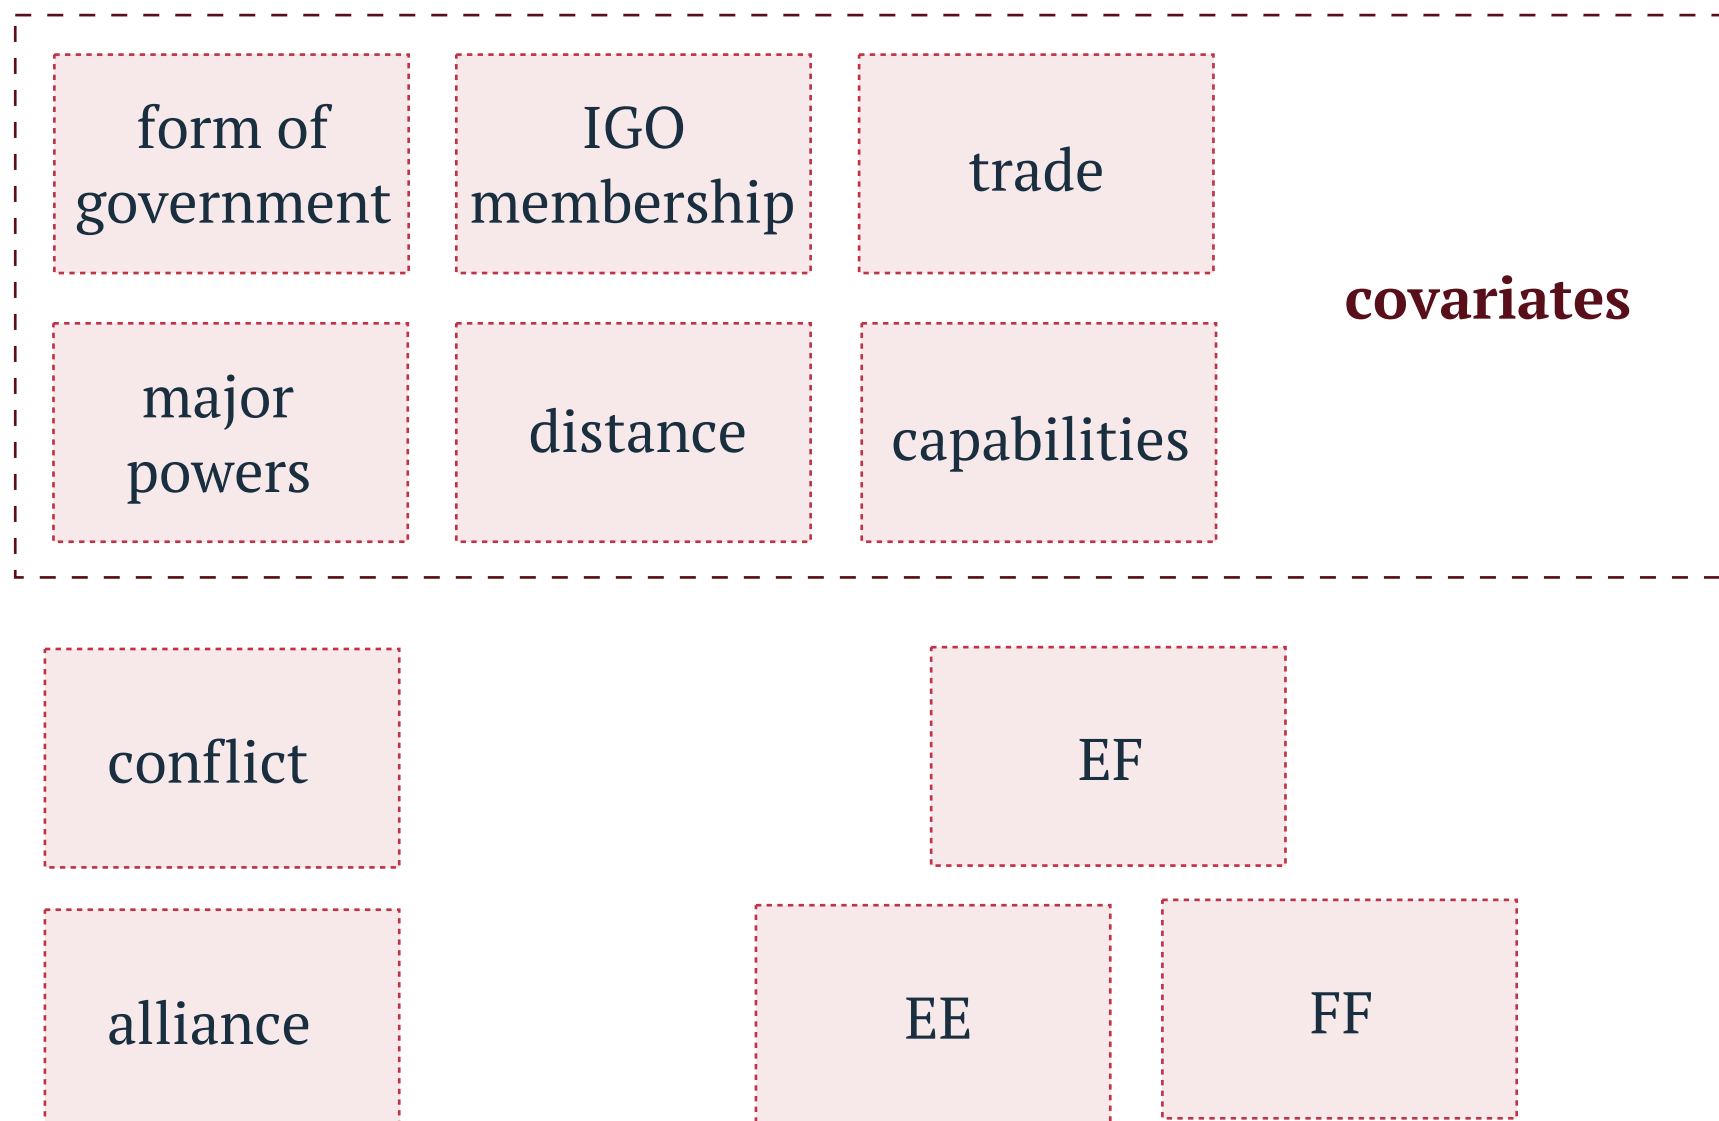 form of
government
IGO
membership
trade
major
powers
distance
capabilities
covariates
conflict
EF
alliance
EE
FF